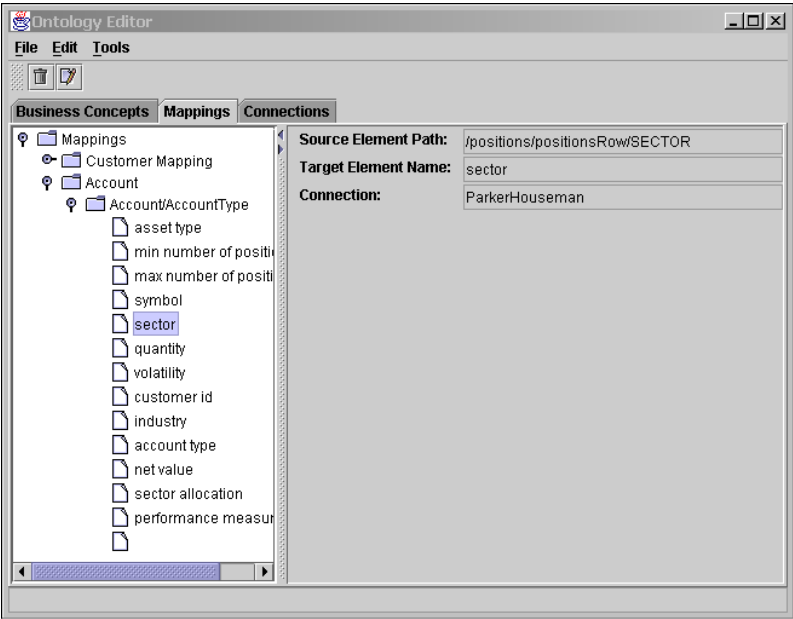 Ontology Editor
File Edit Tools
Business Concepts Mappings Connections
Mappings
Customer Mapping
Account
Account/AccountType
asset type
min number of positi
max number of positi
symbol
sector
quantity
volatility
customer id
industry
account type
net value
sector allocation
performance measur
Source Element Path: /positions/positionsRow/SECTOR
Target Element Name: sector
Connection: ParkerHouseman